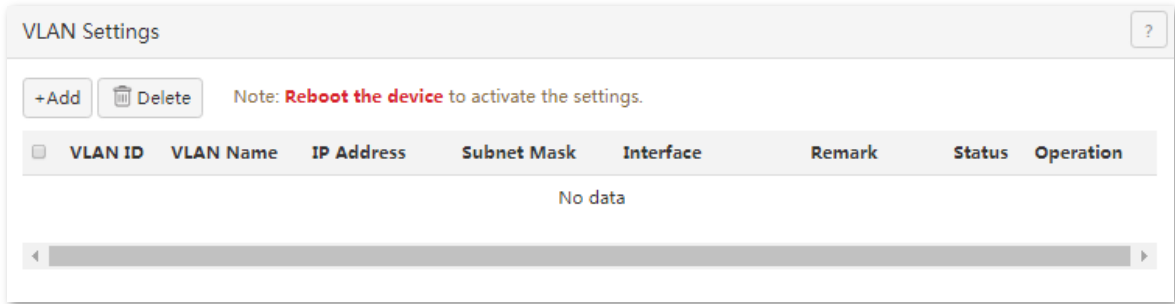 VLAN Settings ?
+Add Delete Note: Reboot the device to activate the settings.
VLAN ID VLAN Name IP Address Subnet Mask Interface Remark Status Operation
No data